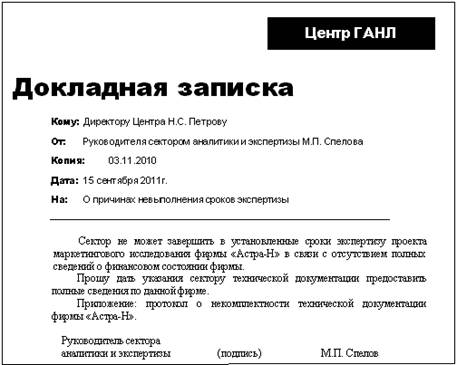 Центр ГАНЛ
Докладная записка
Кому: Директору Центра Н.С. Петрову
От: Руководителя сектором аналитики и экспертизы М.П. Спелова
Копия: 03.11.2010
Дата: 15 сентября 2011г.
На: О причинах невыполнения сроков экспертизы
Сектор не может завершить в установленные сроки экспертизу проекта
маркетингового исследования фирмы «Астра-Н» в связи с отсутствием полных
сведений о финансовом состоянии фирмы.
Прошу дать указания сектору технической документации предоставить
полные сведения по данной фирме.
Приложение: протокол о некомплектности технической документации
фирмы «Астра-Н».
Руководитель сектора
аналитики и экспертизы (подпись) М.П. Спелов